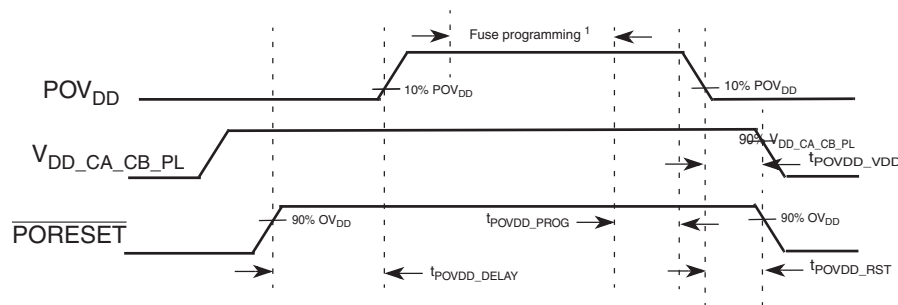 Fuse programming 1
POVDD
10% POVDD
10% POVDD
VDD_CA_CB_PL
90% VDD_CA_CB_PL
tPOVDD_VDD
PORESET
90% OVDD
tPOVDD_PROG
90% OVDD
tPOVDD_DELAY
tPOVDD_RST